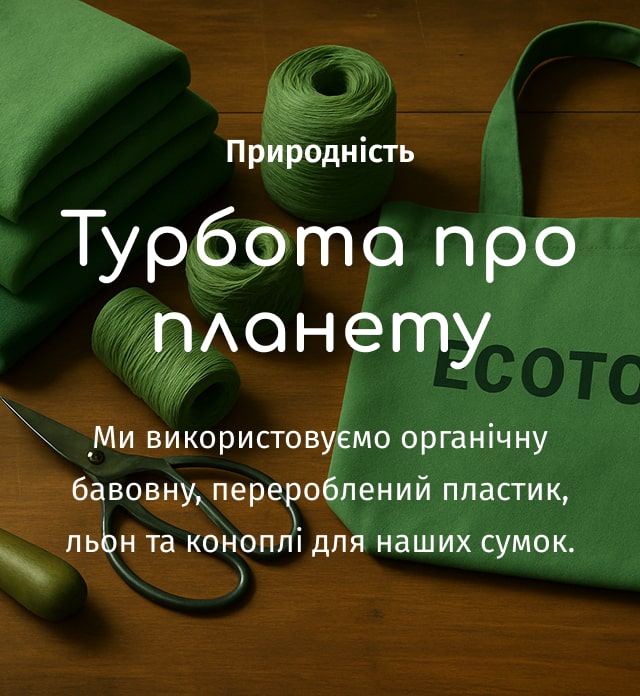 Природність
Турбота про
планету
ECOTO
Ми використовуємо органічну
бавовну, перероблений пластик,
льон та коноплі для наших сумок.